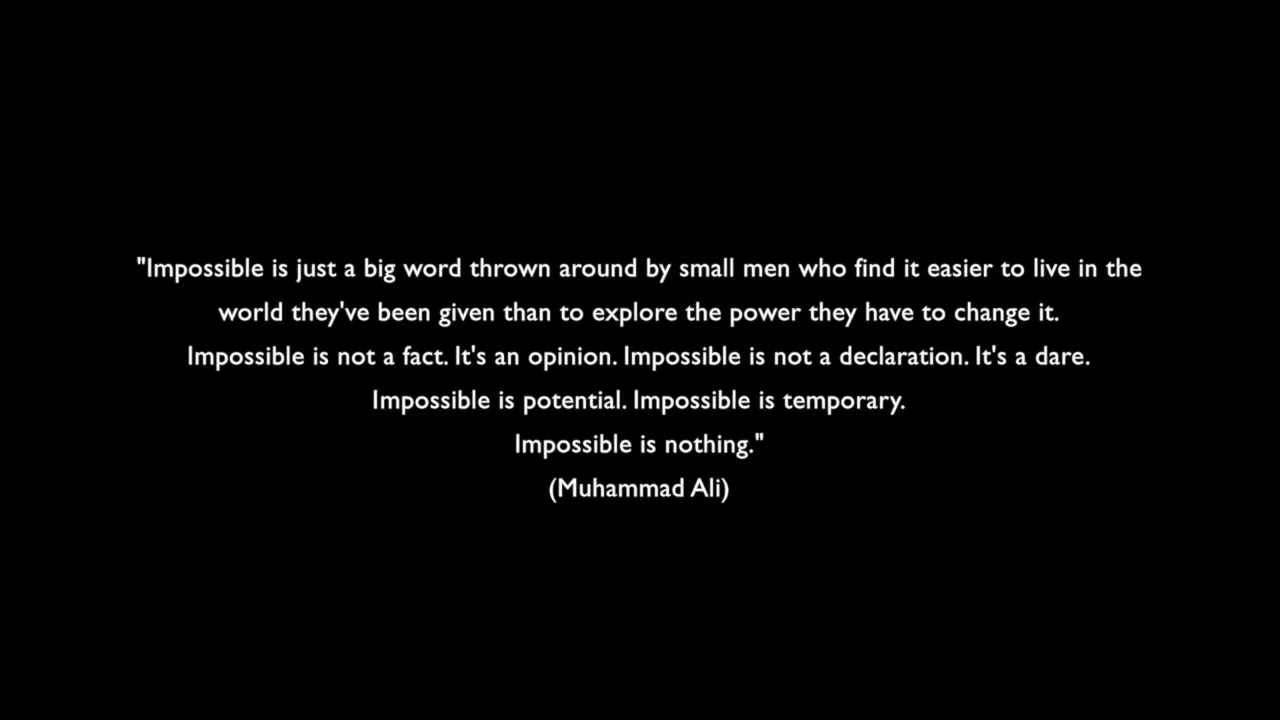 "Impossible is just a big word thrown around by small men who find it easier to live in the
world they've been given than to explore the power they have to change it.
Impossible is not a fact. It's an opinion. Impossible is not a declaration. It's a dare.
Impossible is potential. Impossible is temporary.
Impossible is nothing."
(Muhammad Ali)